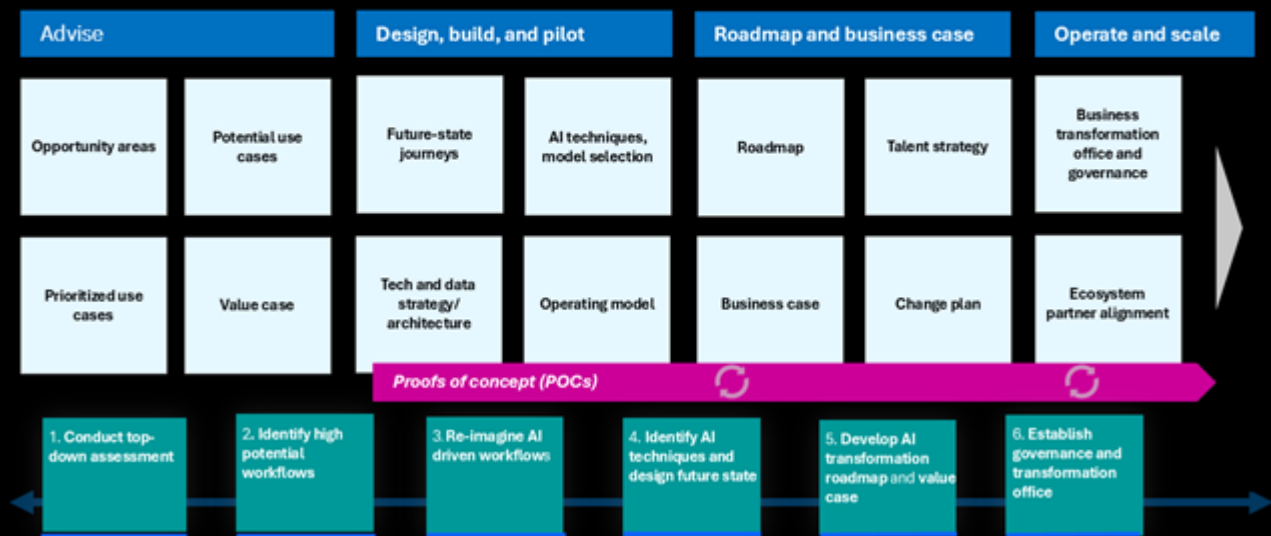 Advise
Design, build, and pilot
Roadmap and business case
Operate and scale
Opportunity areas
Potential use
cases
Future-state
journeys
AI techniques,
model selection
Roadmap
Talent strategy
Business
transformation
office and
governance
Prioritized use
cases
Value case
Tech and data
strategy/
architecture
Operating model
Business case
Change plan
Ecosystem
partner alignment
Proofs of concept (POCs)
1. Conduct top-
down assessment
2. Identify high
potential
workflows
3. Re-imagine AI
driven workflows
4. Identify AI
techniques and
design future state
5. Develop AI
transformation
roadmap and value
case
6. Establish
governance and
transformation
office